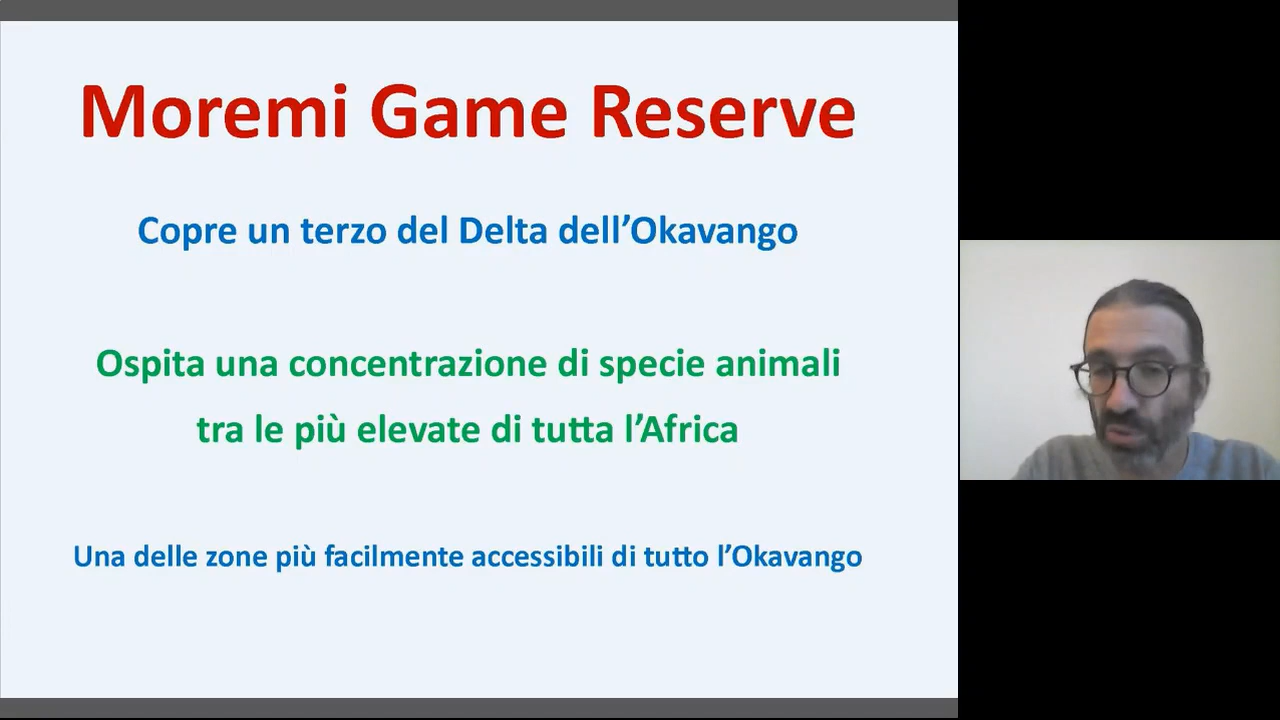 Moremi Game Reserve
Copre un terzo del Delta dell’Okavango
Ospita una concentrazione di specie animali
tra le più elevate di tutta l’Africa
Una delle zone più facilmente accessibili di tutto l’Okavango